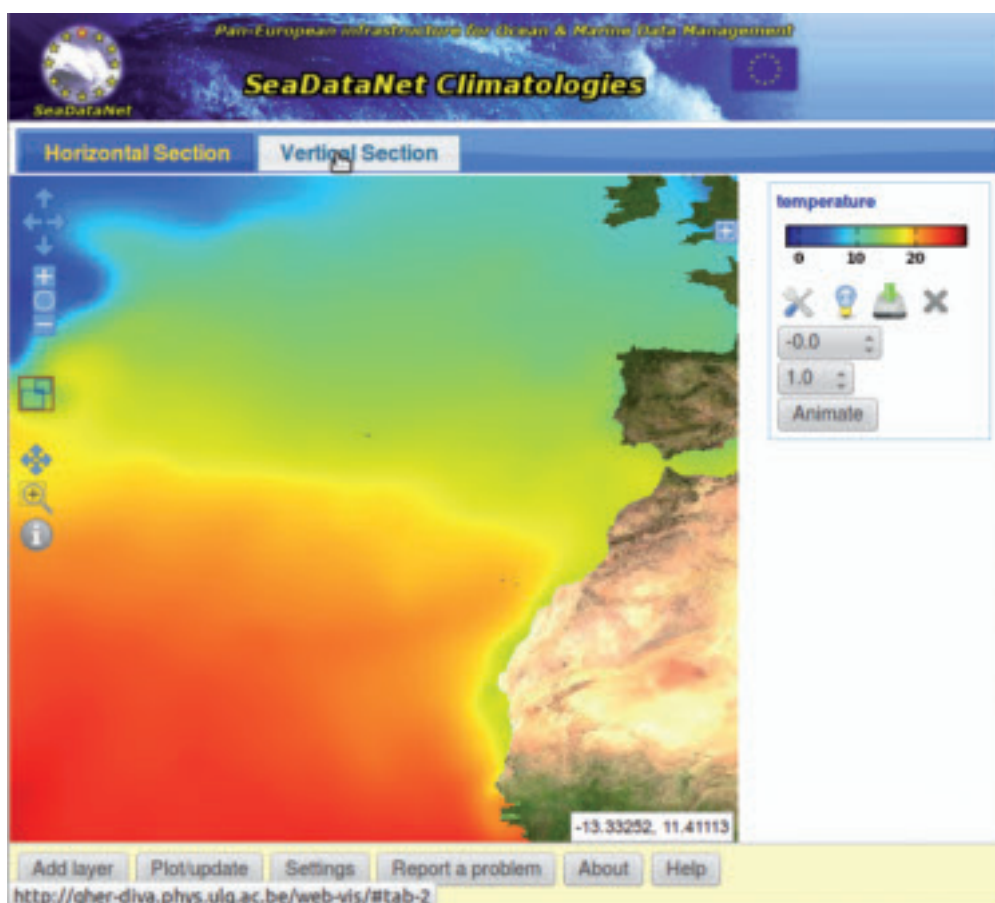 Pan-European infrastructure for Ocean & Marine Data Management
SeaDataNet Climatologies
SeaDataNet
Horizontal Section
Vertical Section
temperature
0 10 20
-0.0
1.0
Animate
-13.33252, 11.41113
Add layer
Plot/update
Settings
Report a problem
About
Help
http://gher-diva.phys.ulg.ac.be/web-vis/#tab-2